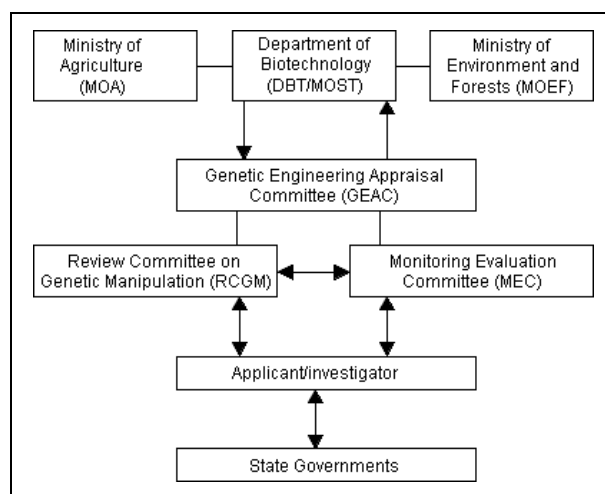 Ministry of
Agriculture
(MOA)
Department of
Biotechnology
(DBT/MOST)
Ministry of
Environment and
Forests (MOEF)
Genetic Engineering Appraisal
Committee (GEAC)
Review Committee on
Genetic Manipulation (RCGM)
Monitoring Evaluation
Committee (MEC)
Applicant/investigator
State Governments